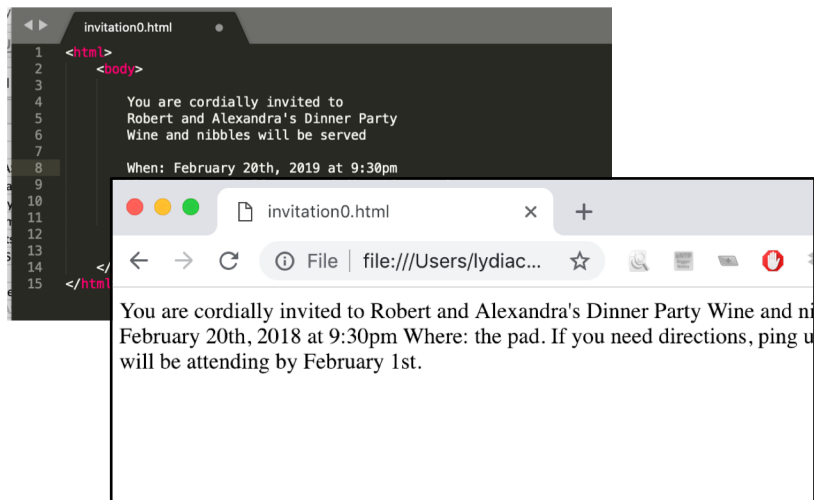 invitation0.html
1 <html>
2 <body>
3
4 You are cordially invited to
5 Robert and Alexandra's Dinner Party
6 Wine and nibbles will be served
7
8 When: February 20th, 2019 at 9:30pm
9
10
11
12
13
14 </
15 </html
invitation0.html
File file:///Users/lydiac...
You are cordially invited to Robert and Alexandra's Dinner Party Wine and
February 20th, 2018 at 9:30pm Where: the pad. If you need directions, ping
will be attending by February 1st.